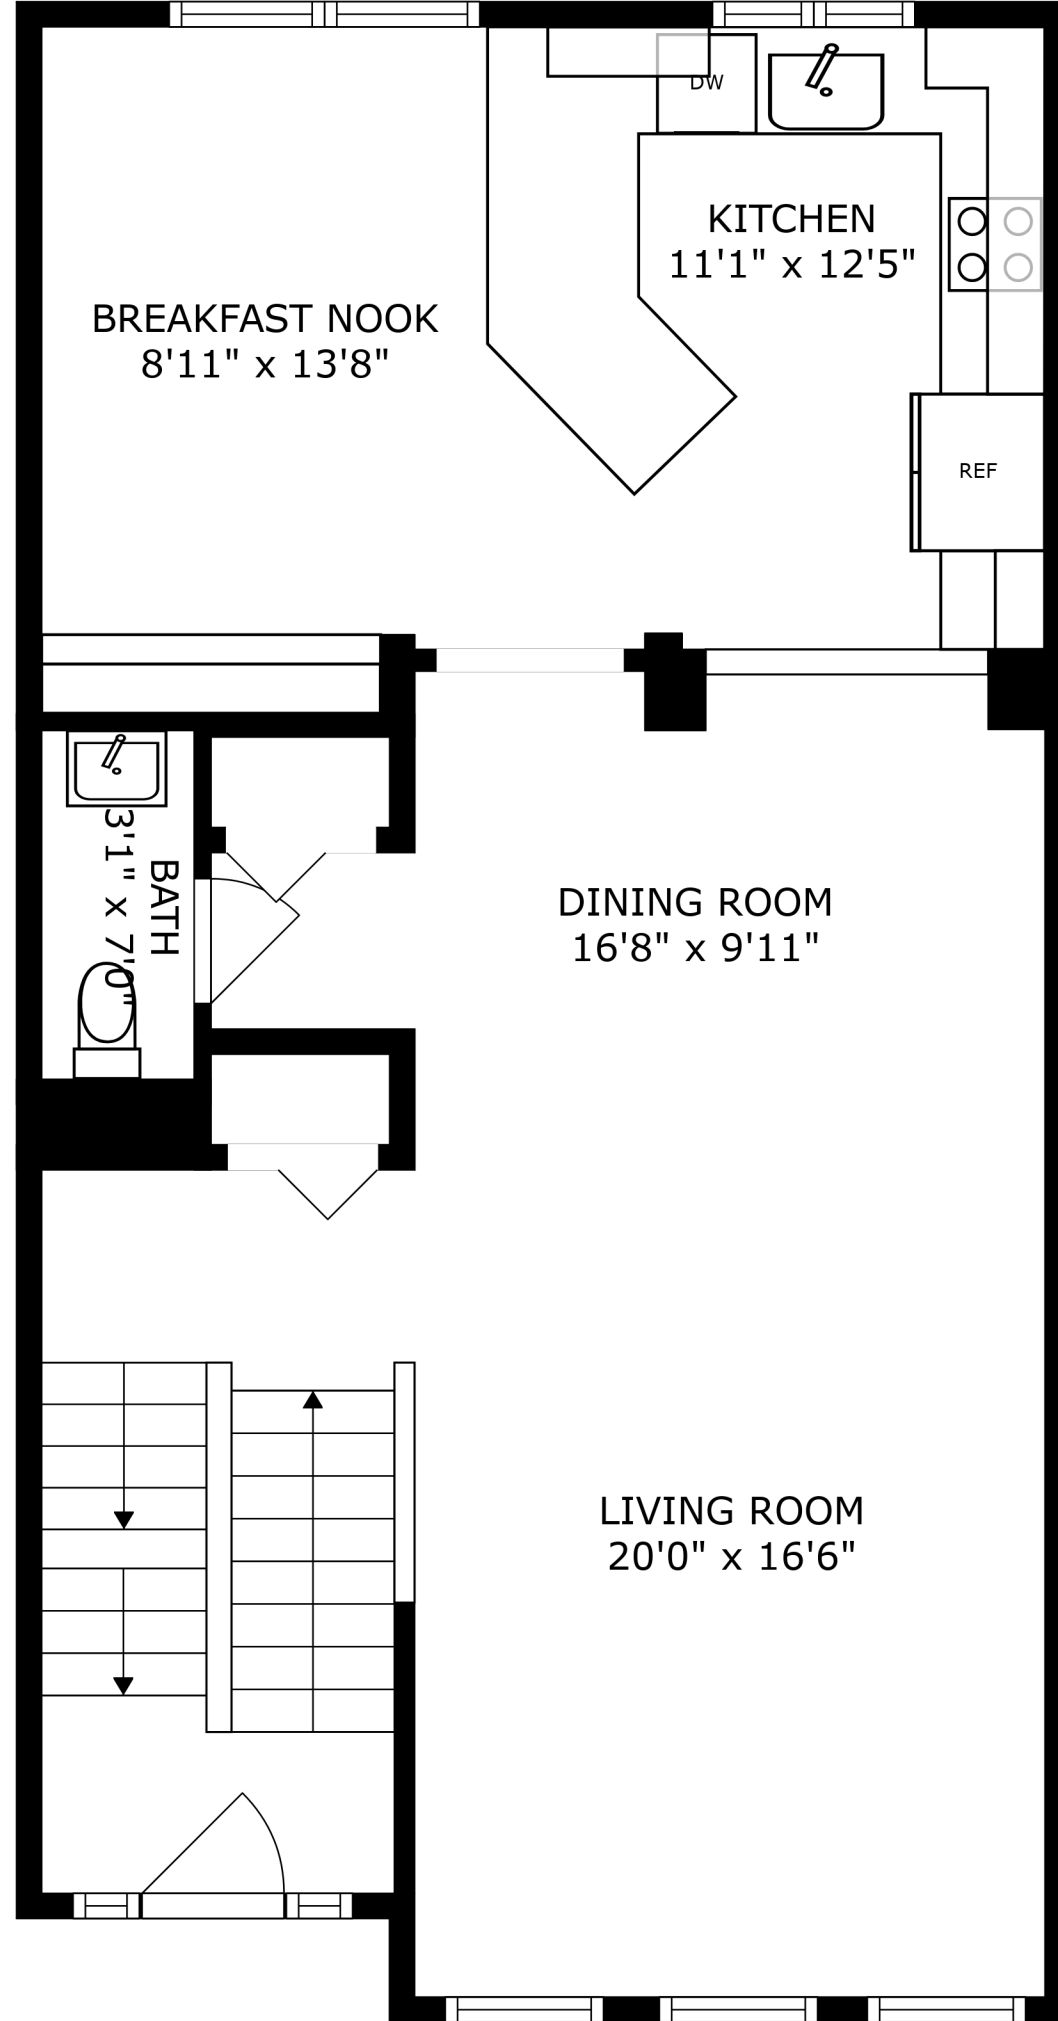 DW
KITCHEN
11'1" x 12'5"
BREAKFAST NOOK
8'11" x 13'8"
REF
BATH
3'1" x 7'0"
DINING ROOM
16'8" x 9'11"
LIVING ROOM
20'0" x 16'6"